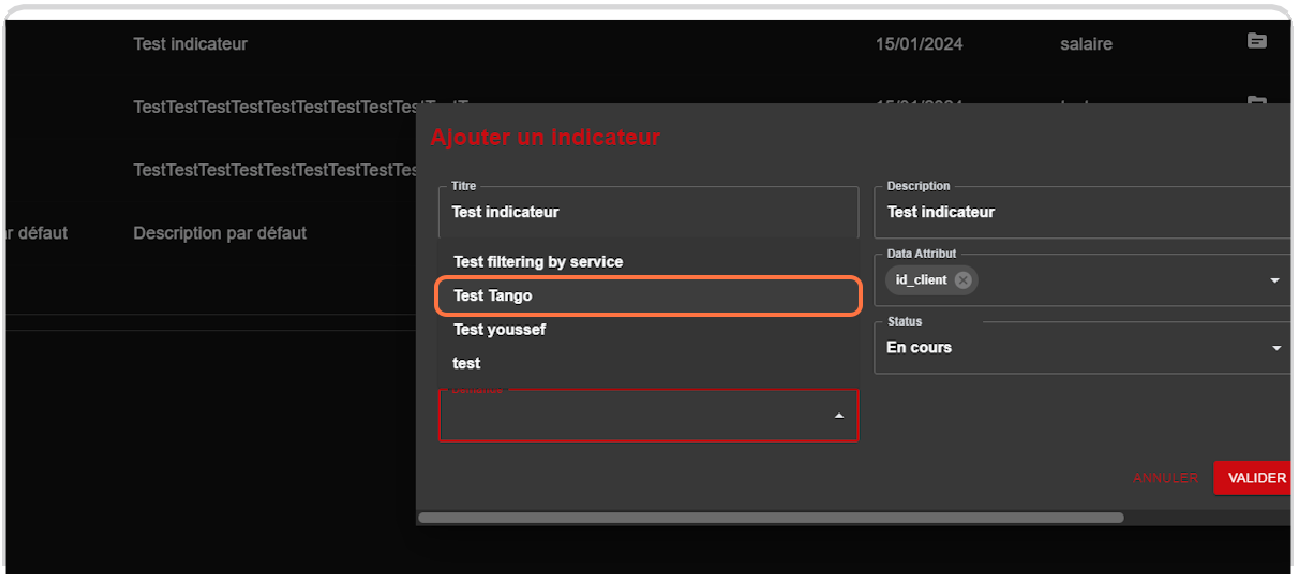 Test indicateur 15/01/2024 salaire
TestTestTestTestTestTestTestTestTest
TestTestTestTestTestTestTestTestTes
r défaut Description par défaut
Ajouter un indicateur
Titre
Test indicateur
Description
Test indicateur
Test filtering by service
Test Tango
Test youssef
test
Data Attribut
id_client
Status
En cours
ANNULER VALIDER